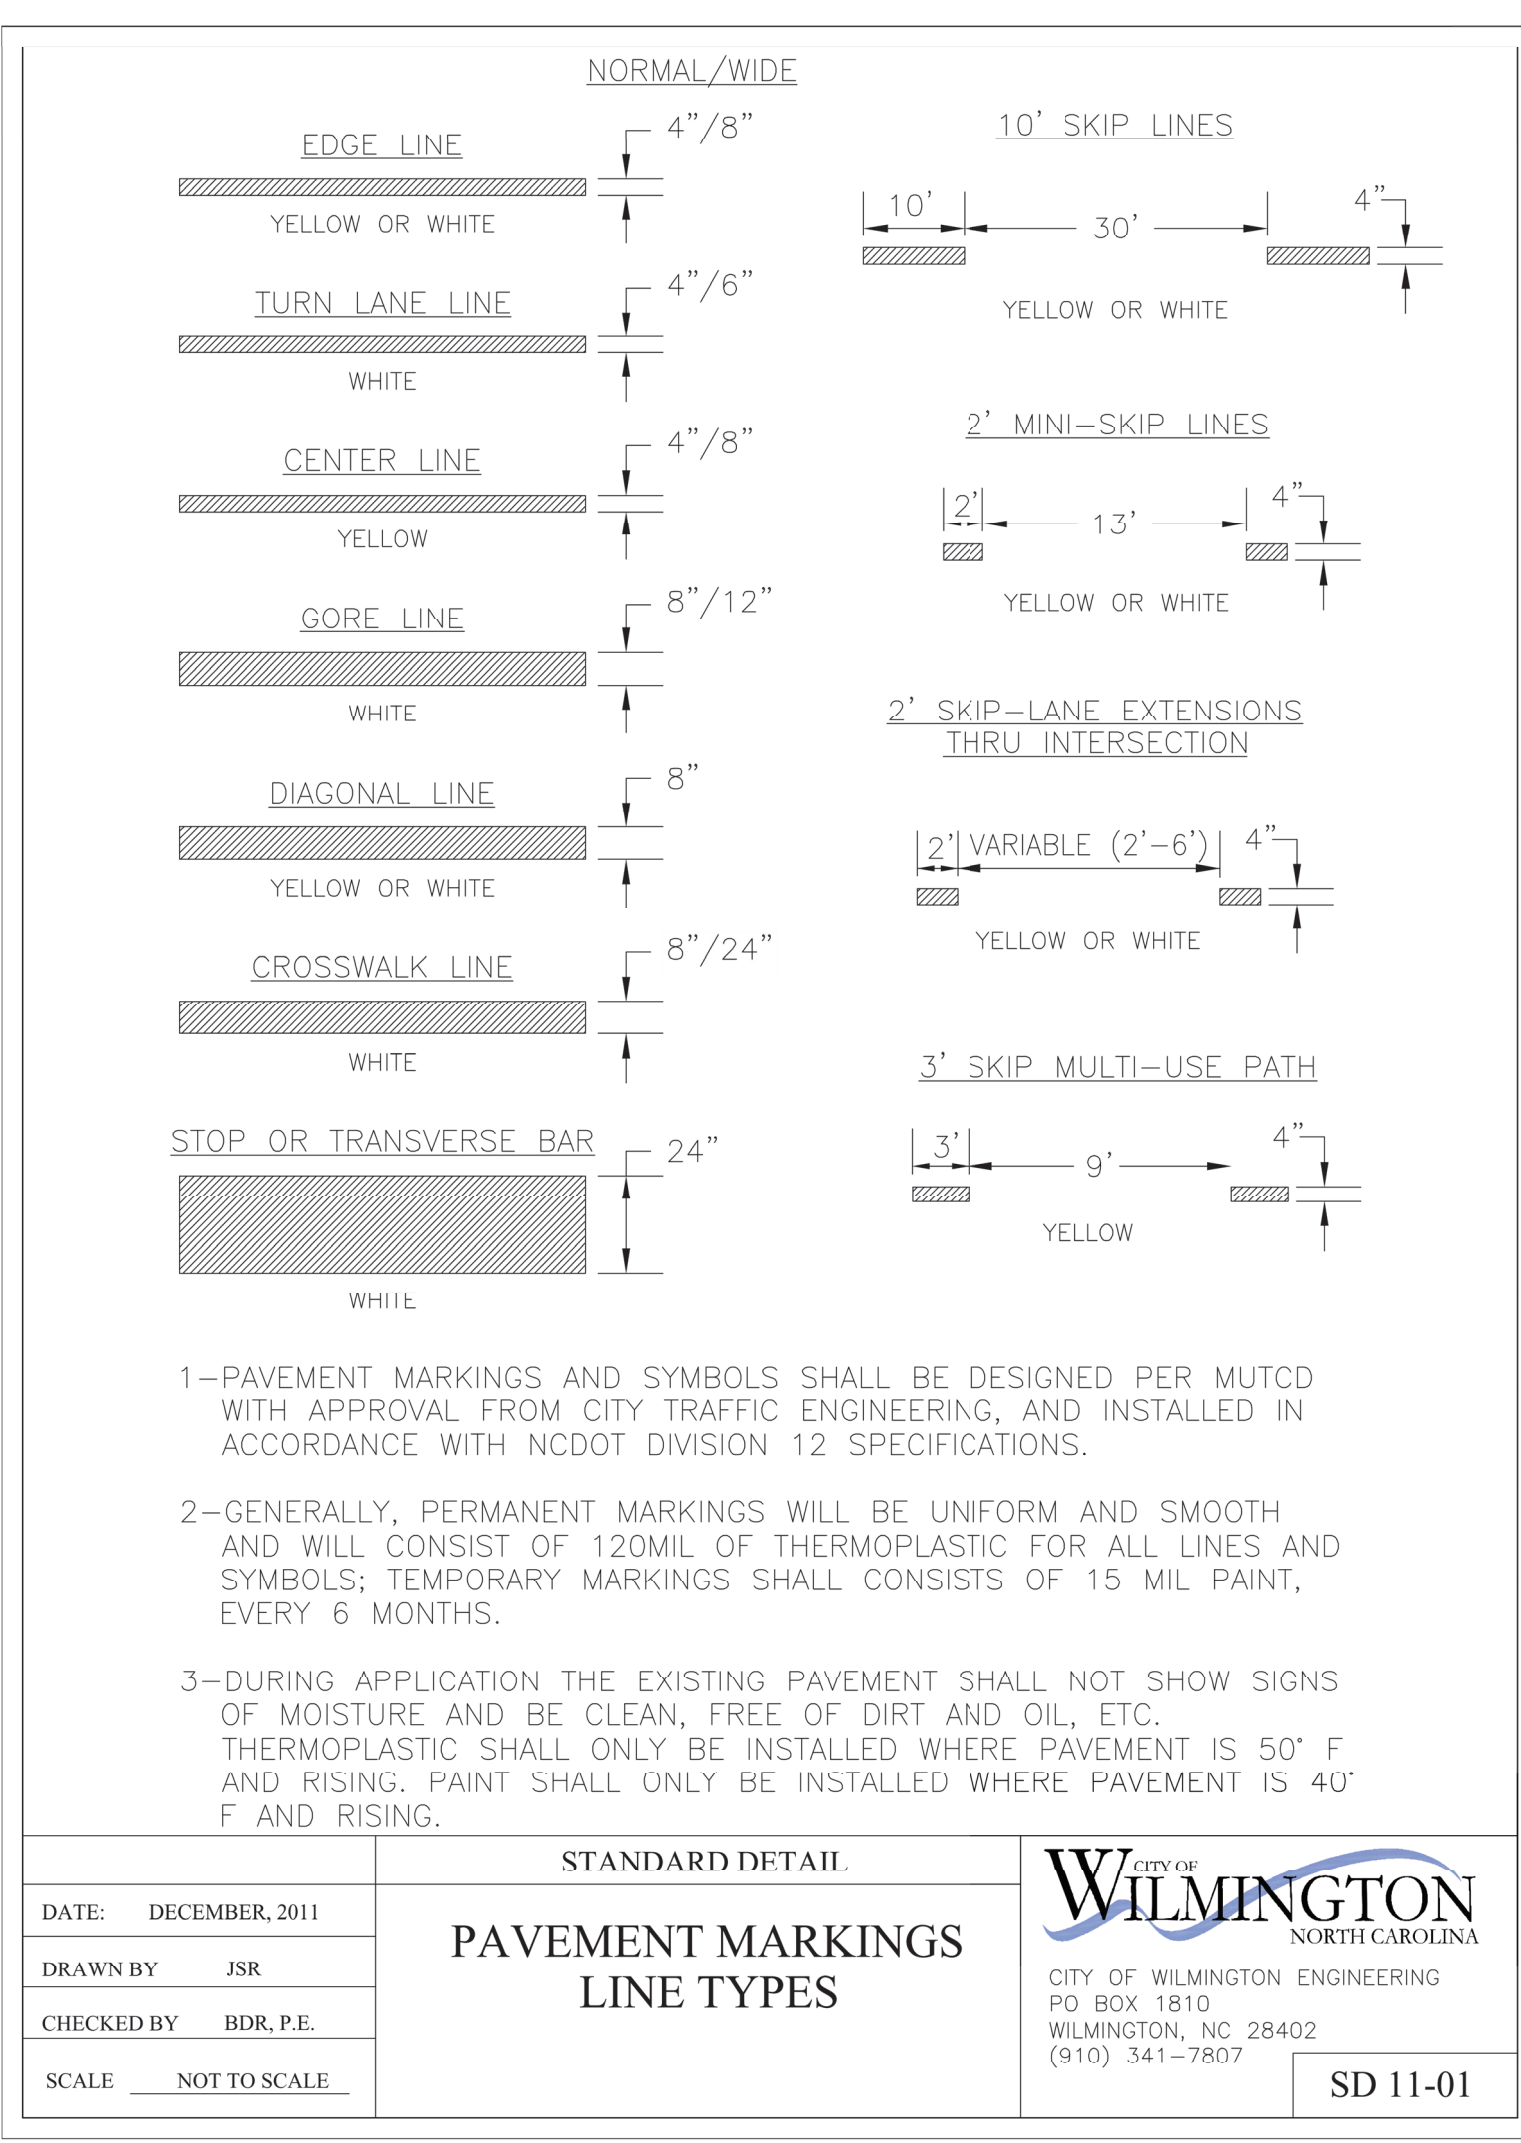 NORMAL/WIDE
EDGE LINE
4"/8"
YELLOW OR WHITE
TURN LANE LINE
4"/6"
WHITE
CENTER LINE
4"/8"
YELLOW
GORE LINE
8"/12"
WHITE
DIAGONAL LINE
8"
YELLOW OR WHITE
CROSSWALK LINE
8"/24"
WHITE
STOP OR TRANSVERSE BAR
24"
WHITE
10' SKIP LINES
10'
30'
4"
YELLOW OR WHITE
2' MINI-SKIP LINES
2'
13'
4"
YELLOW OR WHITE
2' SKIP-LANE EXTENSIONS
THRU INTERSECTION
2'
VARIABLE (2'-6')
4"
YELLOW OR WHITE
3' SKIP MULTI-USE PATH
3'
9'
4"
YELLOW
1-PAVEMENT MARKINGS AND SYMBOLS SHALL BE DESIGNED PER MUTCD
WITH APPROVAL FROM CITY TRAFFIC ENGINEERING, AND INSTALLED IN
ACCORDANCE WITH NCDOT DIVISION 12 SPECIFICATIONS.
2-GENERALLY, PERMANENT MARKINGS WILL BE UNIFORM AND SMOOTH
AND WILL CONSIST OF 120MIL OF THERMOPLASTIC FOR ALL LINES AND
SYMBOLS; TEMPORARY MARKINGS SHALL CONSISTS OF 15 MIL PAINT,
EVERY 6 MONTHS.
3-DURING APPLICATION THE EXISTING PAVEMENT SHALL NOT SHOW SIGNS
OF MOISTURE AND BE CLEAN, FREE OF DIRT AND OIL, ETC.
THERMOPLASTIC SHALL ONLY BE INSTALLED WHERE PAVEMENT IS 50° F
AND RISING. PAINT SHALL ONLY BE INSTALLED WHERE PAVEMENT IS 40°
F AND RISING.
DATE: DECEMBER, 2011
DRAWN BY JSR
CHECKED BY BDR, P.E.
SCALE NOT TO SCALE
STANDARD DETAIL
PAVEMENT MARKINGS
LINE TYPES
CITY OF
WILMINGTON
NORTH CAROLINA
CITY OF WILMINGTON ENGINEERING
PO BOX 1810
WILMINGTON, NC 28402
(910) 341-7807
SD 11-01